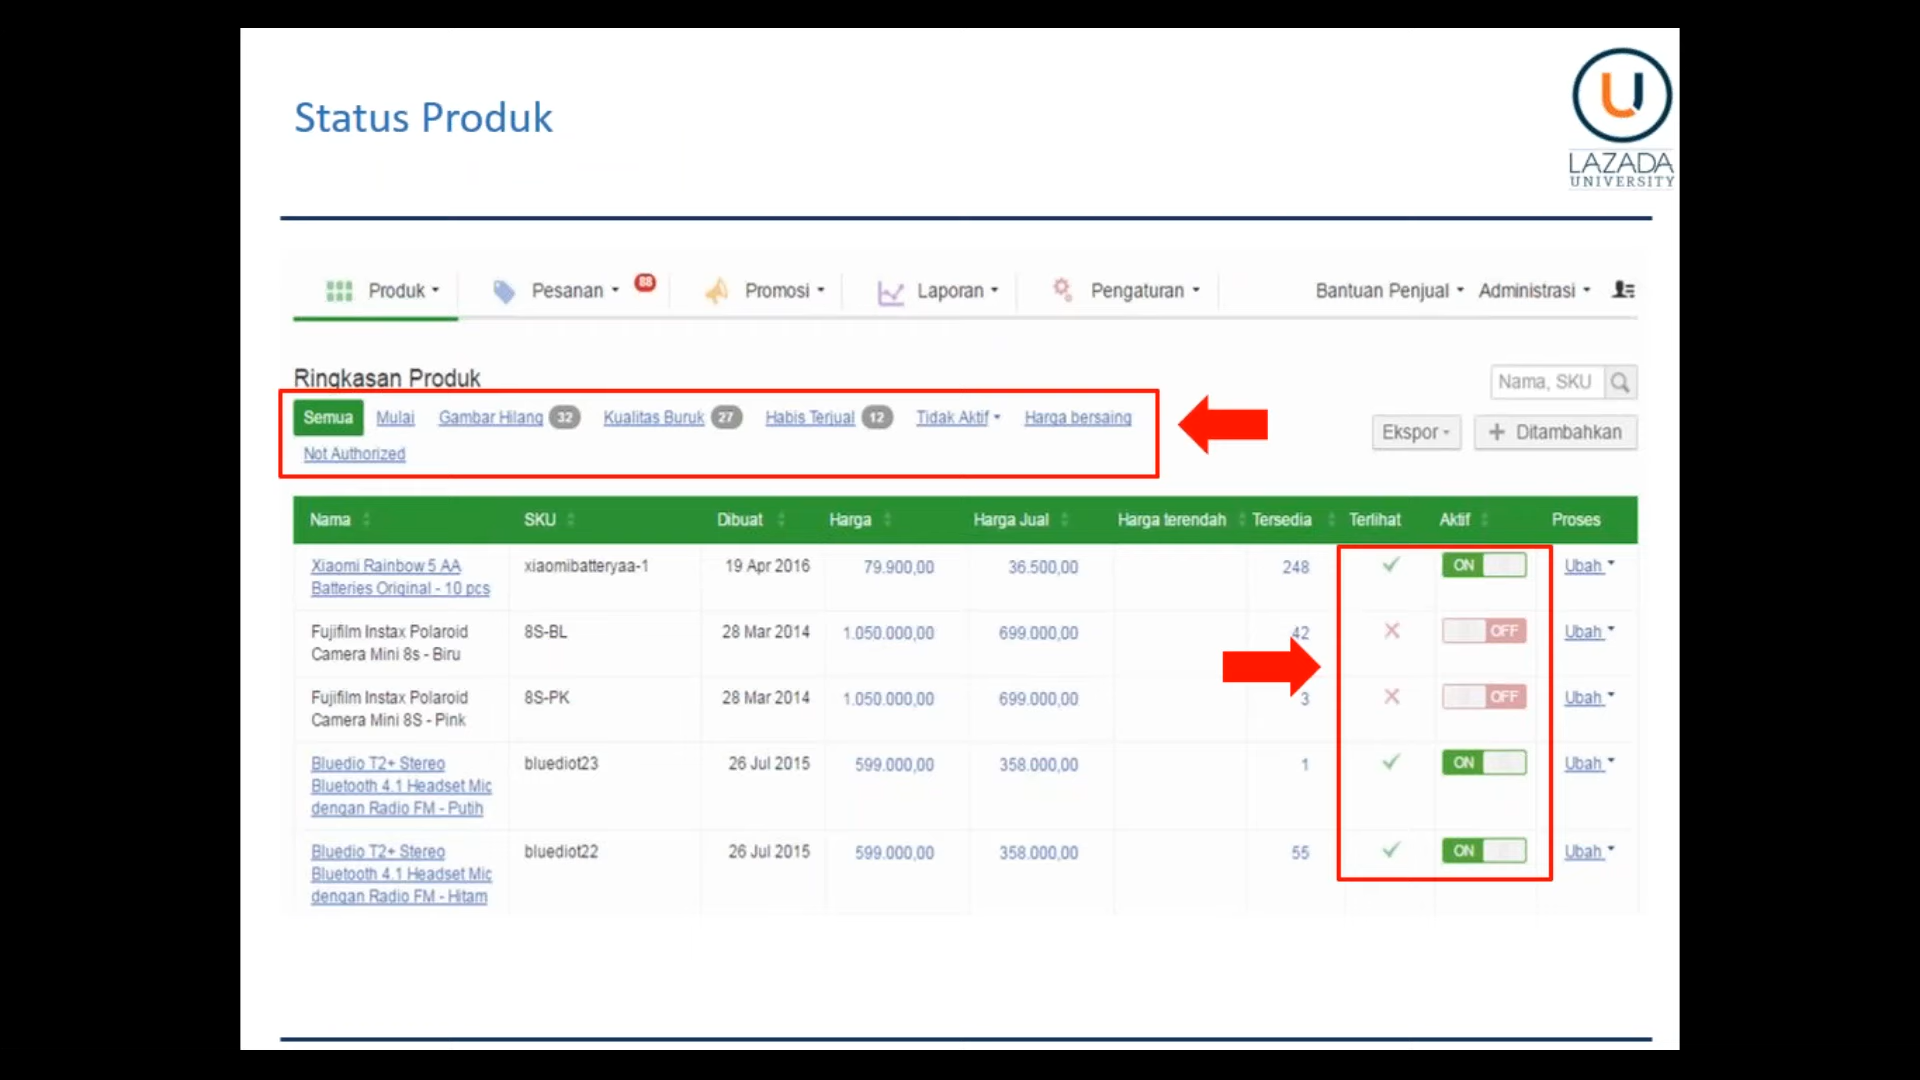 Status Produk
LAZADA
UNIVERSITY
Produk
Pesanan 88
Promosi
Laporan
Pengaturan
Bantuan Penjual
Administrasi
Ringkasan Produk
Nama, SKU
Semua Mulai Gambar Hilang 32 Kualitas Buruk 27 Habis Terjual 12 Tidak Aktif Harga bersaing
Not Authorized
Ekspor + Ditambahkan
Nama SKU Dibuat Harga Harga Jual Harga terendah Tersedia Terlihat Aktif Proses
Xiaomi Rainbow 5 AA xiaomibatteryaa-1 19 Apr 2016 79.900,00 36.500,00 248 ON Ubah
Batteries Original - 10 pcs
Fujifilm Instax Polaroid 8S-BL 28 Mar 2014 1.050.000,00 699.000,00 42 OFF Ubah
Camera Mini 8s - Biru
Fujifilm Instax Polaroid 8S-PK 28 Mar 2014 1.050.000,00 699.000,00 3 OFF Ubah
Camera Mini 8S - Pink
Bluedio T2+ Stereo bluediot23 26 Jul 2015 599.000,00 358.000,00 1 ON Ubah
Bluetooth 4.1 Headset Mic
dengan Radio FM - Putih
Bluedio T2+ Stereo bluediot22 26 Jul 2015 599.000,00 358.000,00 55 ON Ubah
Bluetooth 4.1 Headset Mic
dengan Radio FM - Hitam